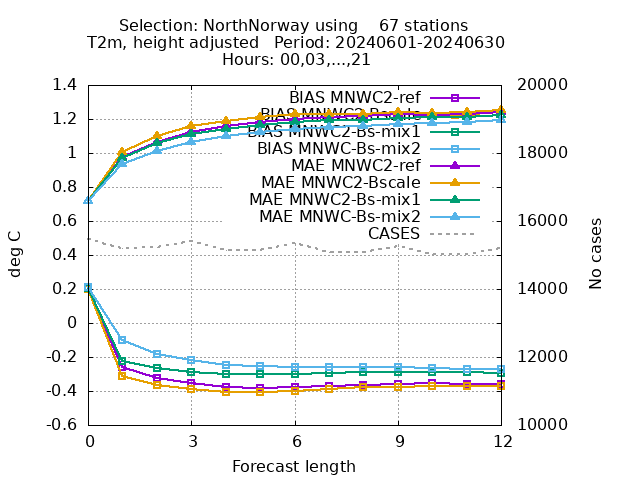 Selection: NorthNorway using 67 stations
T2m, height adjusted Period: 20240601-20240630
Hours: 00,03,...,21
1.4 20000
BIAS MNWC2-ref
BIAS MNWC2-Bscale
1.2
BIAS MNWC2-Bs-mix1
BIAS MNWC-Bs-mix2
1 18000
MAE MNWC2-ref
MAE MNWC2-Bscale
0.8
MAE MNWC2-Bs-mix1
MAE MNWC-Bs-mix2
0.6 16000
CASES
0.4
0.2 14000
0
-0.2 12000
-0.4
-0.6 10000
deg C
No cases
0 3 6 9 12
Forecast length